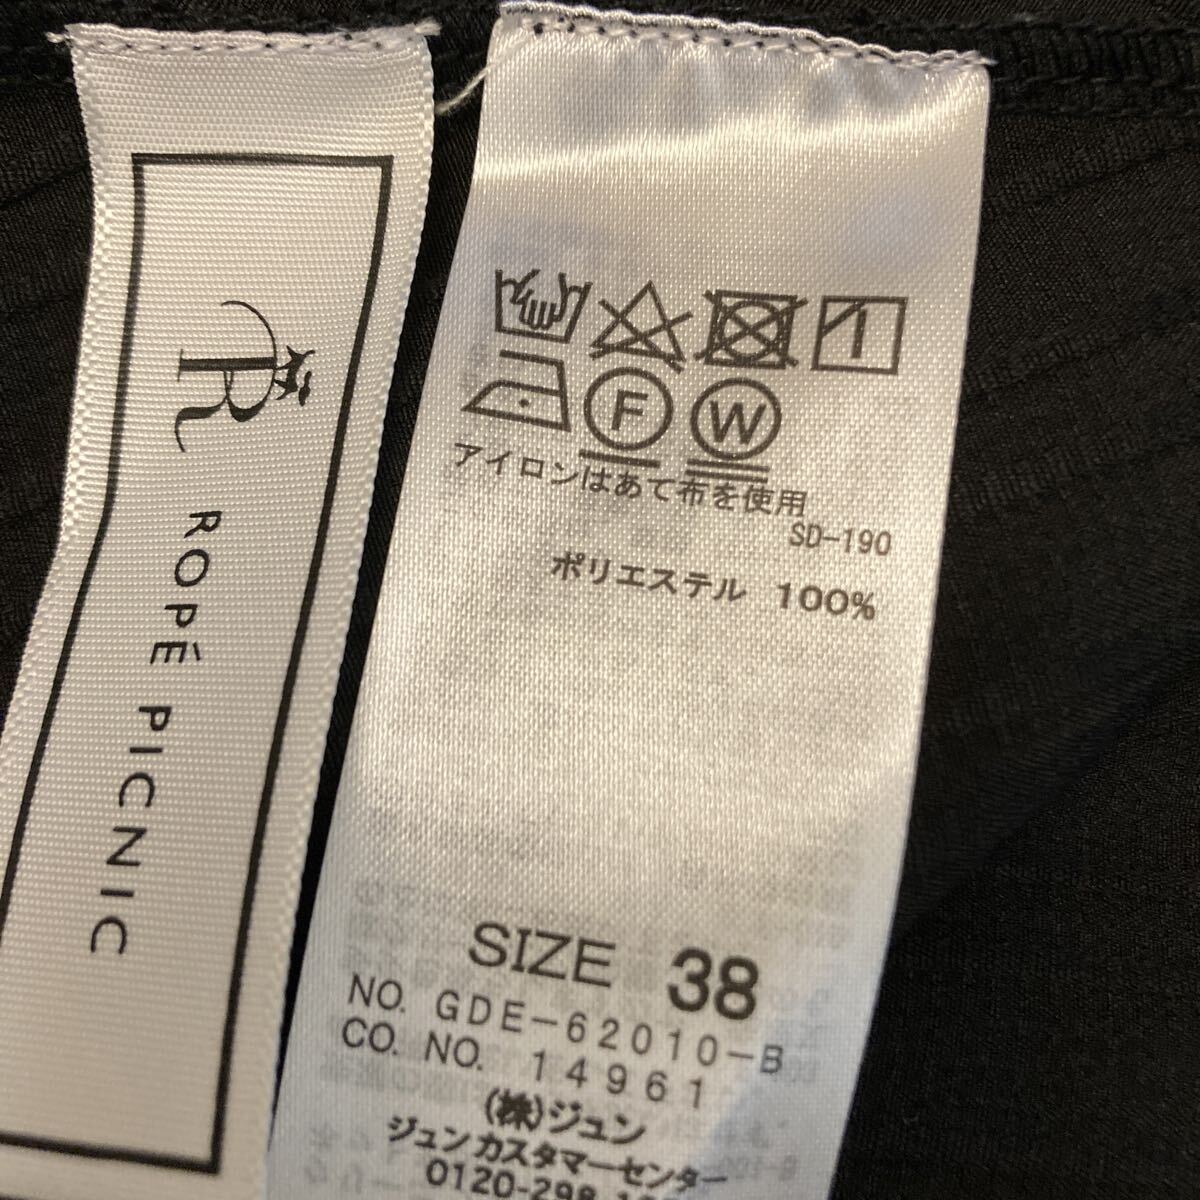 R
ROPÉ PICNIC
F W
アイロンはあて布を使用
SD-190
ポリエステル 100%
SIZE 38
NO. GDE-62010-B
CO. NO. 14961
(株)ジュン
ジュンカスタマーセンター
0120-298